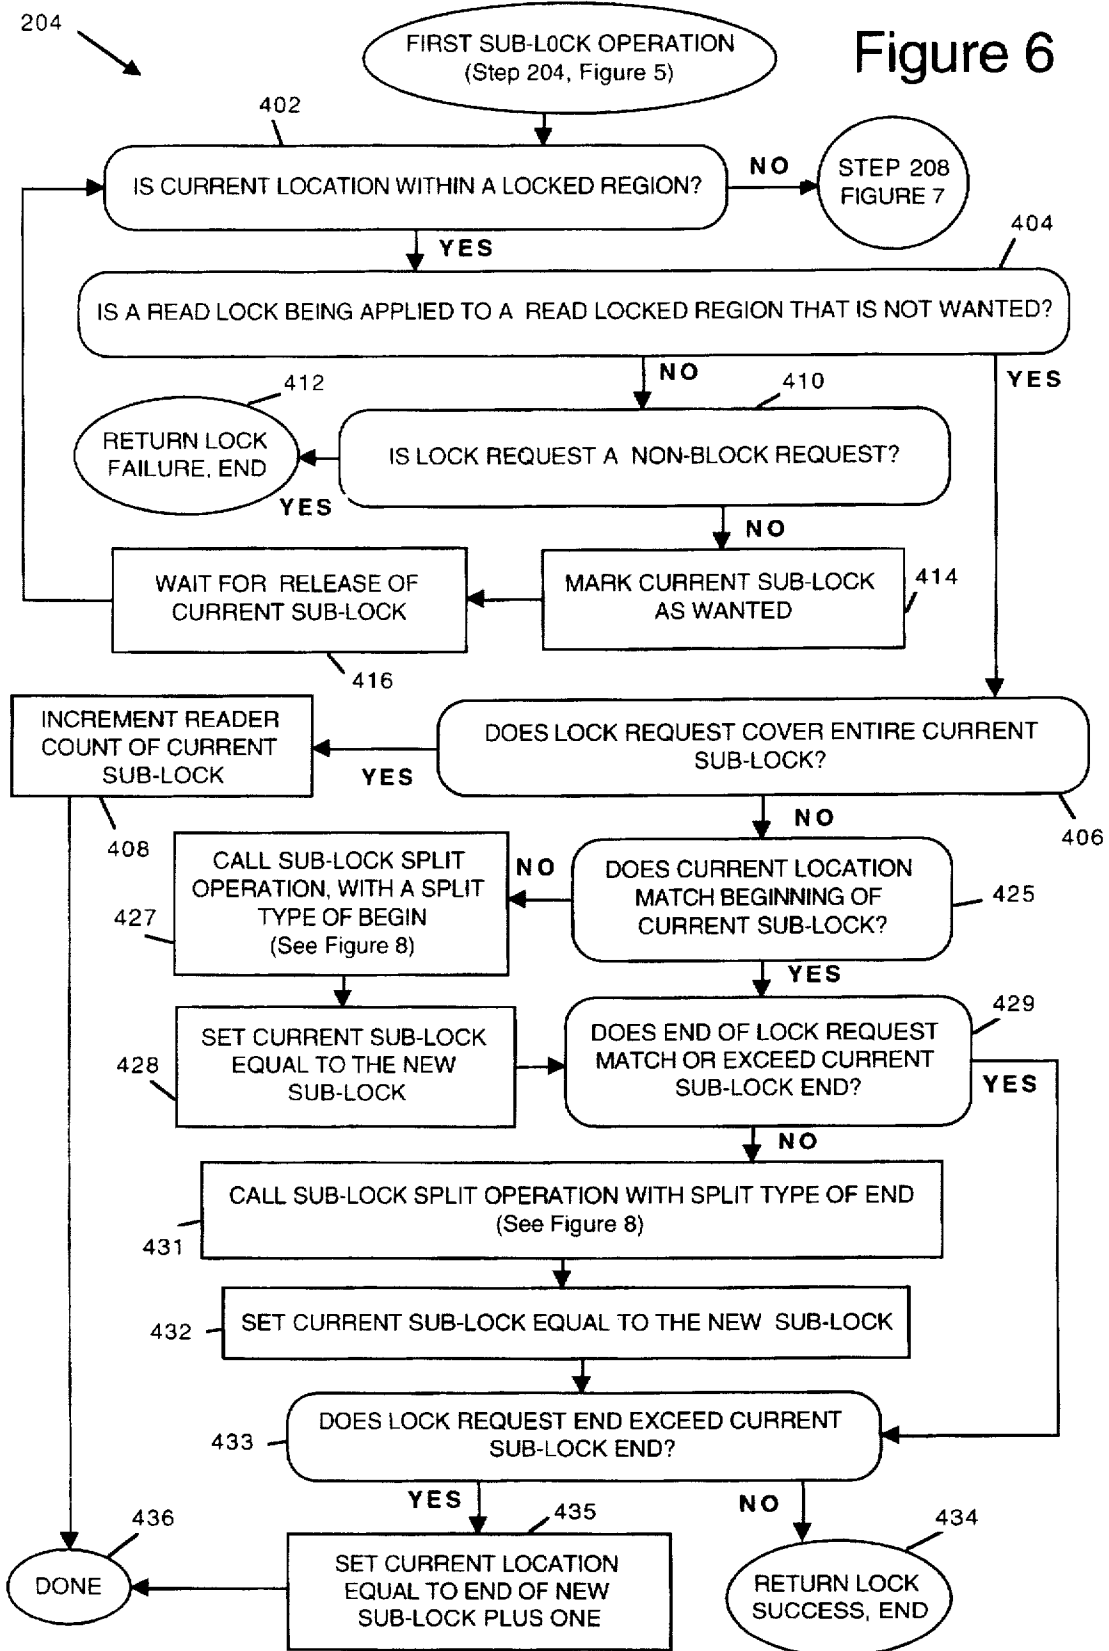 204
FIRST SUB-LOCK OPERATION
(Step 204, Figure 5)
Figure 6
402
IS CURRENT LOCATION WITHIN A LOCKED REGION?
NO
STEP 208
FIGURE 7
YES
404
IS A READ LOCK BEING APPLIED TO A READ LOCKED REGION THAT IS NOT WANTED?
NO
YES
412
RETURN LOCK
FAILURE, END
410
IS LOCK REQUEST A NON-BLOCK REQUEST?
YES
NO
WAIT FOR RELEASE OF
CURRENT SUB-LOCK
416
MARK CURRENT SUB-LOCK
AS WANTED
414
INCREMENT READER
COUNT OF CURRENT
SUB-LOCK
408
YES
DOES LOCK REQUEST COVER ENTIRE CURRENT
SUB-LOCK?
406
NO
CALL SUB-LOCK SPLIT
OPERATION, WITH A SPLIT
TYPE OF BEGIN
(See Figure 8)
427
NO
DOES CURRENT LOCATION
MATCH BEGINNING OF
CURRENT SUB-LOCK?
425
YES
SET CURRENT SUB-LOCK
EQUAL TO THE NEW
SUB-LOCK
428
DOES END OF LOCK REQUEST
MATCH OR EXCEED CURRENT
SUB-LOCK END?
429
YES
NO
CALL SUB-LOCK SPLIT OPERATION WITH SPLIT TYPE OF END
(See Figure 8)
431
SET CURRENT SUB-LOCK EQUAL TO THE NEW SUB-LOCK
432
DOES LOCK REQUEST END EXCEED CURRENT
SUB-LOCK END?
433
YES
NO
436
DONE
435
SET CURRENT LOCATION
EQUAL TO END OF NEW
SUB-LOCK PLUS ONE
434
RETURN LOCK
SUCCESS, END